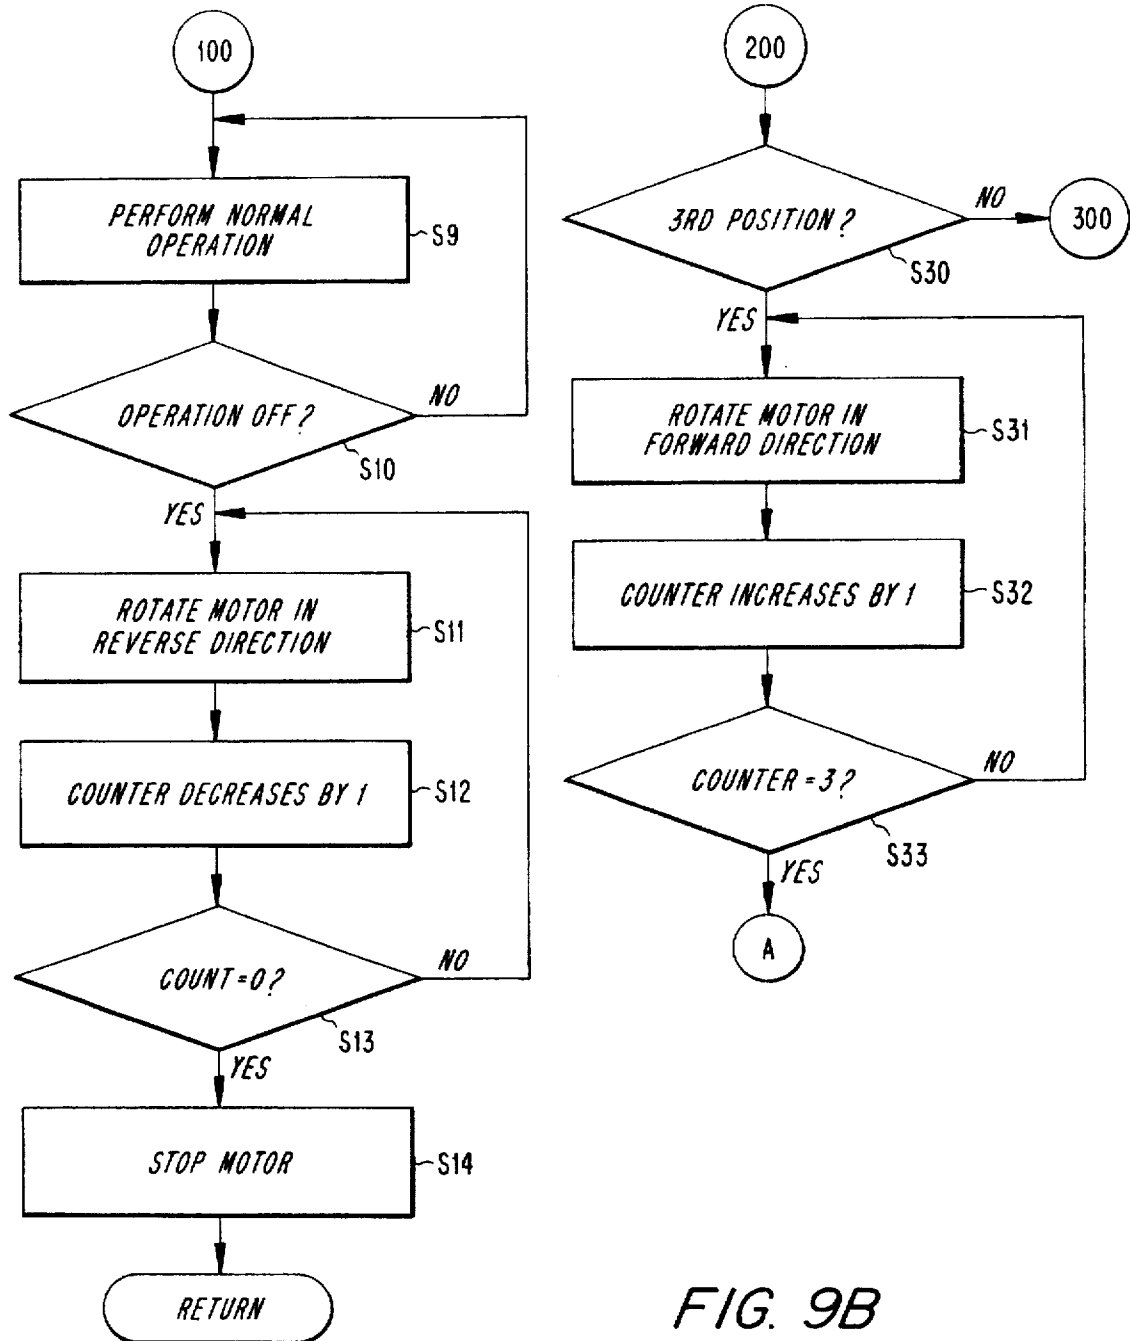 100
PERFORM NORMAL
OPERATION
S9
OPERATION OFF?
NO
S10
YES
ROTATE MOTOR IN
REVERSE DIRECTION
S11
COUNTER DECREASES BY 1
S12
COUNT=0?
NO
S13
YES
STOP MOTOR
S14
RETURN
200
3RD POSITION?
NO
300
S30
YES
ROTATE MOTOR IN
FORWARD DIRECTION
S31
COUNTER INCREASES BY 1
S32
COUNTER=3?
NO
S33
YES
A
FIG. 9B